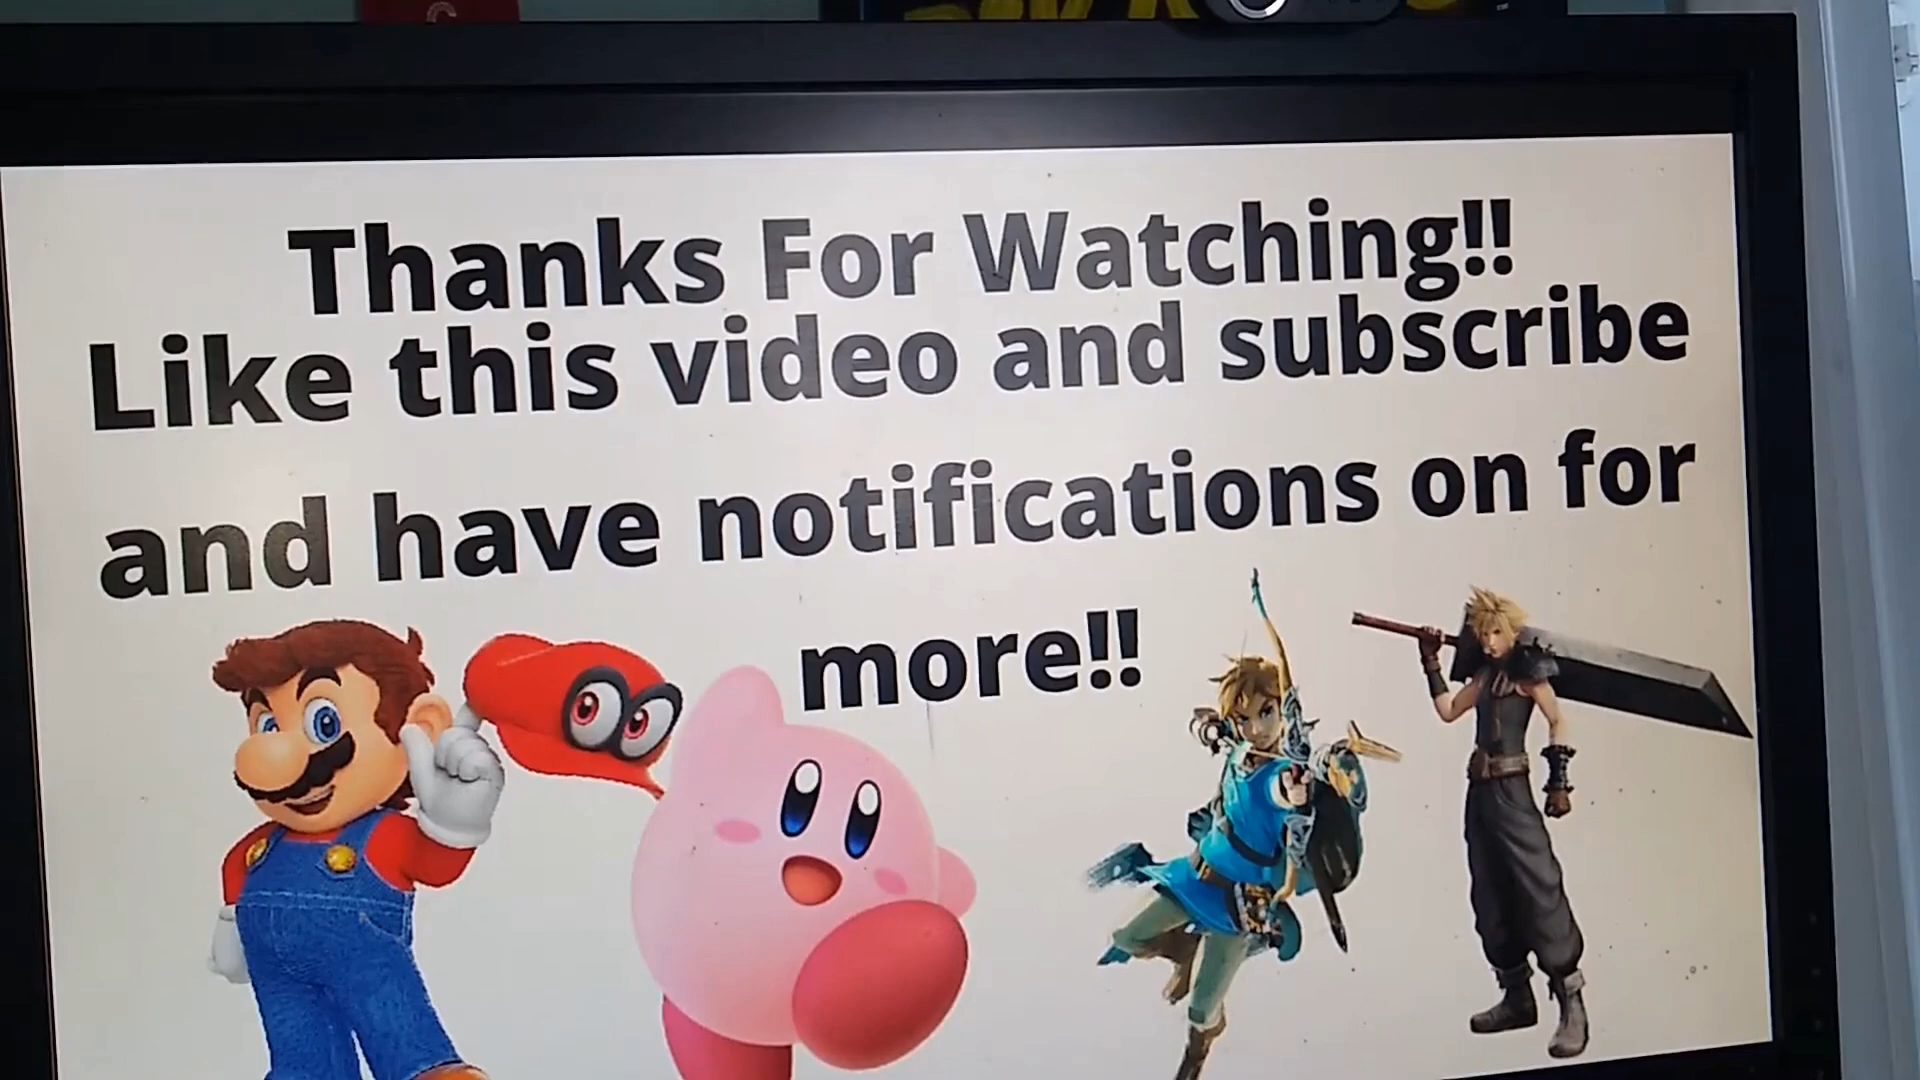 Thanks For Watching!!
Like this video and subscribe
and have notifications on for
more!!